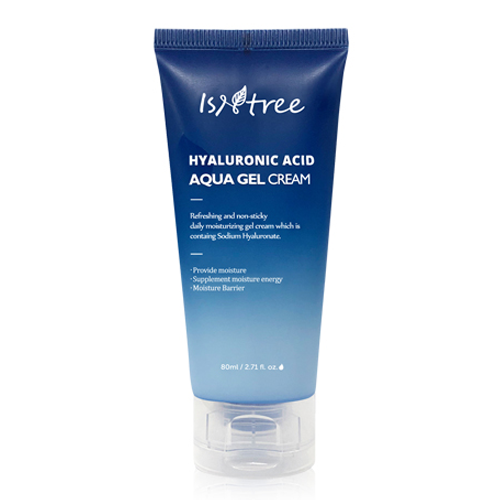 Isntree
HYALURONIC ACID
AQUA GEL CREAM
Refreshing and non-sticky
daily moisturizing gel cream which is
containg Sodium Hyaluronate.
· Provide moisture
· Supplement moisture energy
· Moisture Barrier
80ml / 2.71 fl. oz.